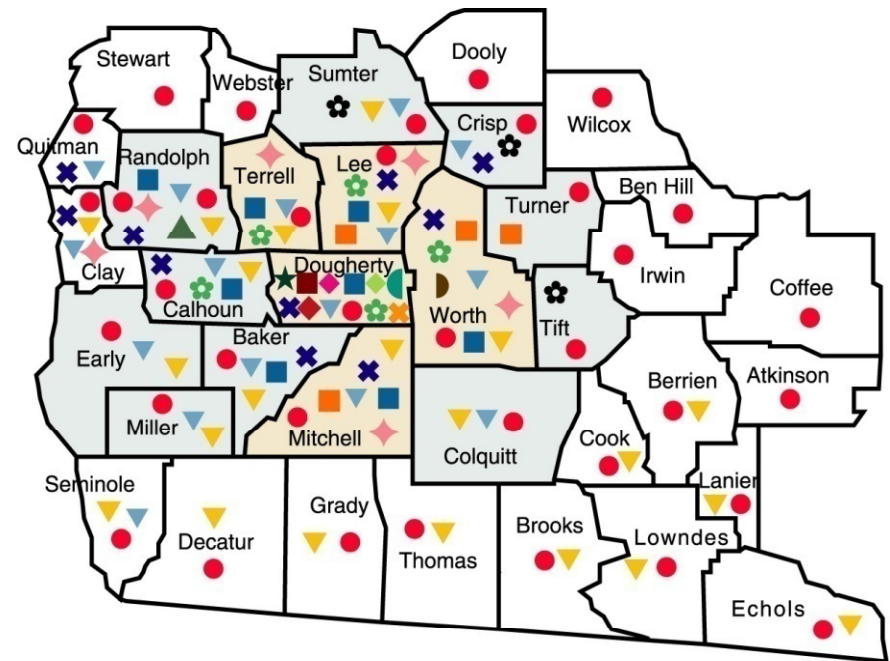 Dooly
Stewart
Webster
Sumter
Crisp
Wilcox
Quitman
Randolph
Terrell
Lee
Turner
Ben Hill
Clay
Calhoun
Dougherty
Worth
Tift
Irwin
Coffee
Early
Baker
Miller
Mitchell
Colquitt
Berrien
Atkinson
Cook
Seminole
Decatur
Grady
Thomas
Brooks
Lanier
Lowndes
Echols